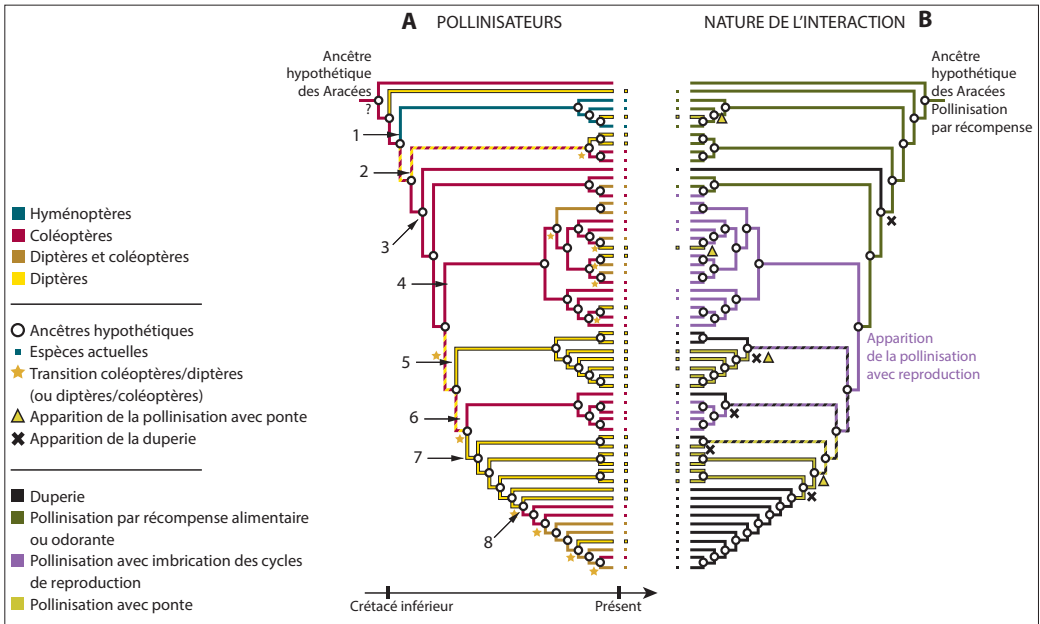 A POLLINISATEURS
NATURE DE L'INTERACTION B
Ancêtre
hypothétique
des Aracées
?
Ancêtre
hypothétique
des Aracées
Pollinisation
par récompense
1
2
3
4
5
6
7
8
Apparition
de la pollinisation
avec reproduction
Hyménoptères
Coléoptères
Diptères et coléoptères
Diptères
Ancêtres hypothétiques
Espèces actuelles
Transition coléoptères/diptères
(ou diptères/coléoptères)
Apparition de la pollinisation avec ponte
Apparition de la duperie
Duperie
Pollinisation par récompense alimentaire
ou odorante
Pollinisation avec imbrication des cycles
de reproduction
Pollinisation avec ponte
Crétacé inférieur
Présent